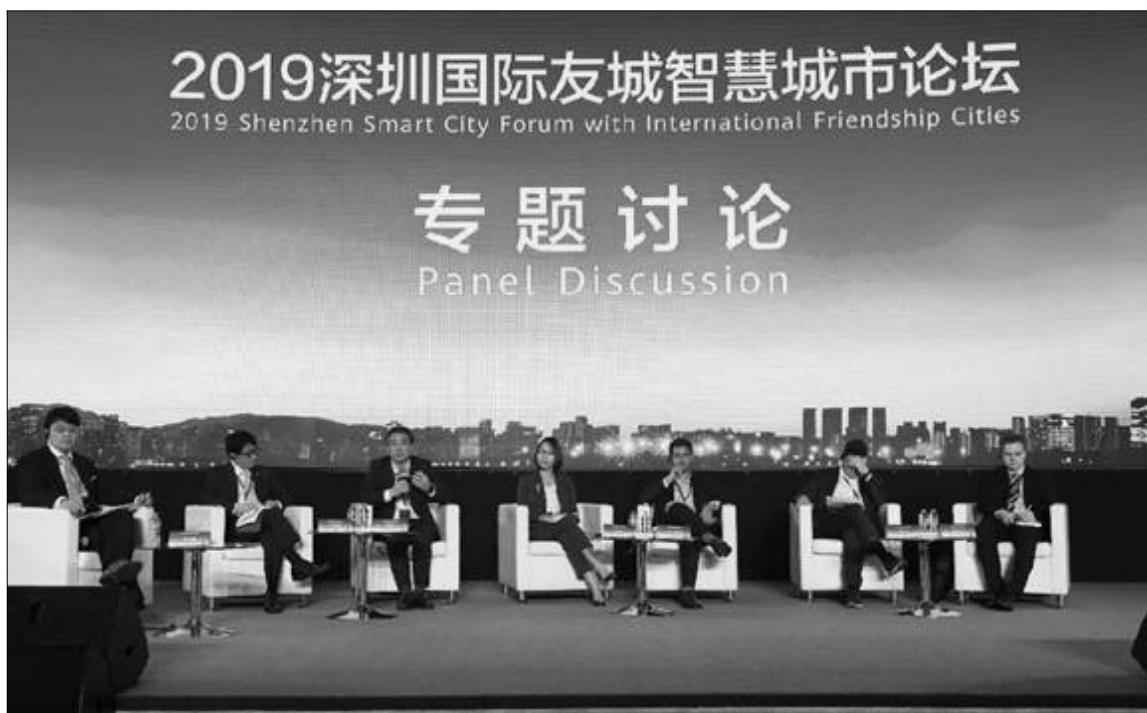 2019深圳国际友城智慧城市论坛
2019 Shenzhen Smart City Forum with International Friendship Cities
专题讨论
Panel Discussion